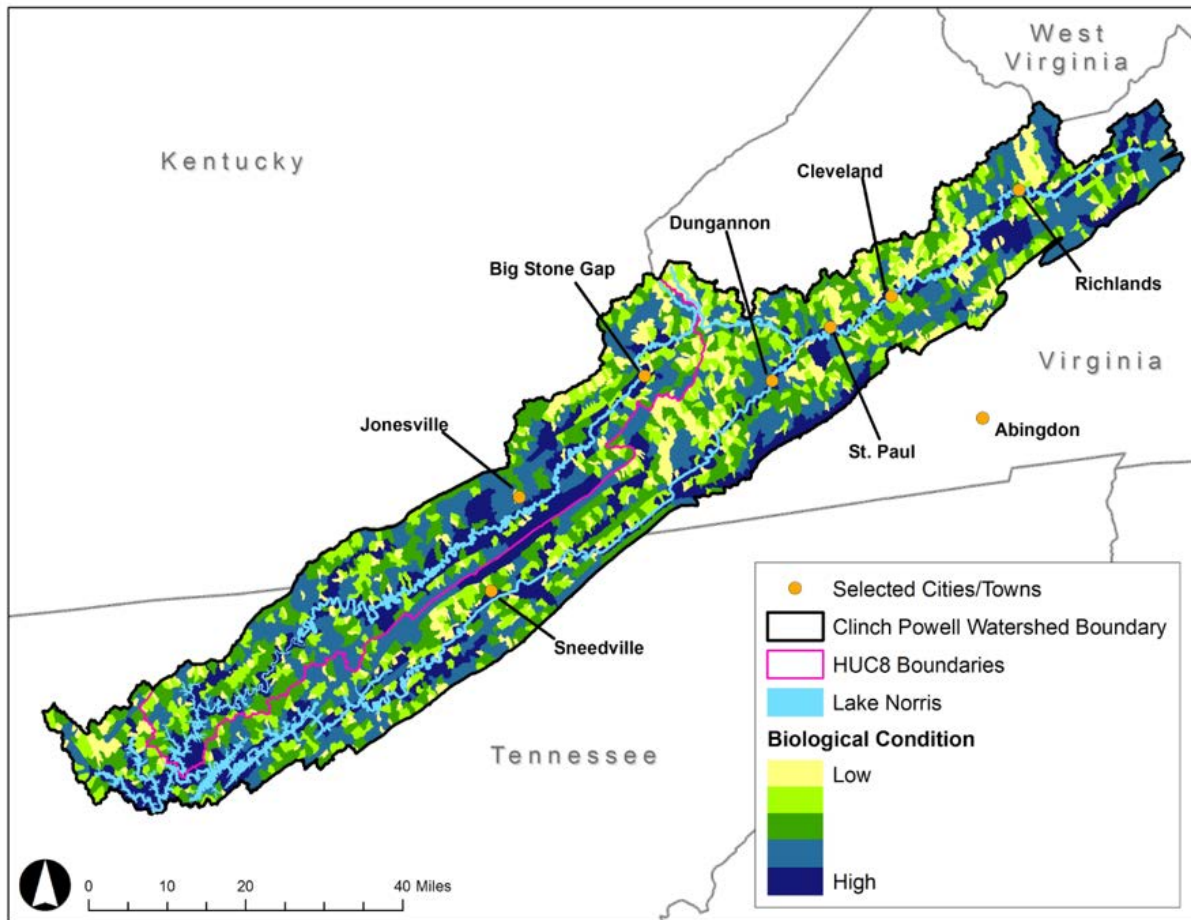 West
Virginia
Kentucky
Cleveland
Dungannon
Big Stone Gap
Richlands
Virginia
Jonesville
Abingdon
St. Paul
Sneedville
Tennessee
Selected Cities/Towns
Clinch Powell Watershed Boundary
HUC8 Boundaries
Lake Norris
Biological Condition
Low
High
0 10 20 40 Miles